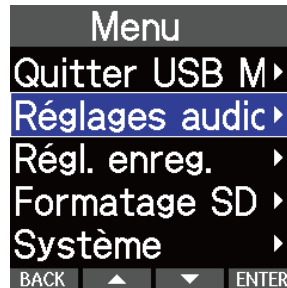 Menu
Quitter USB M
Réglages audic
Régl. enreg.
Formatage SD
Système
BACK ENTER